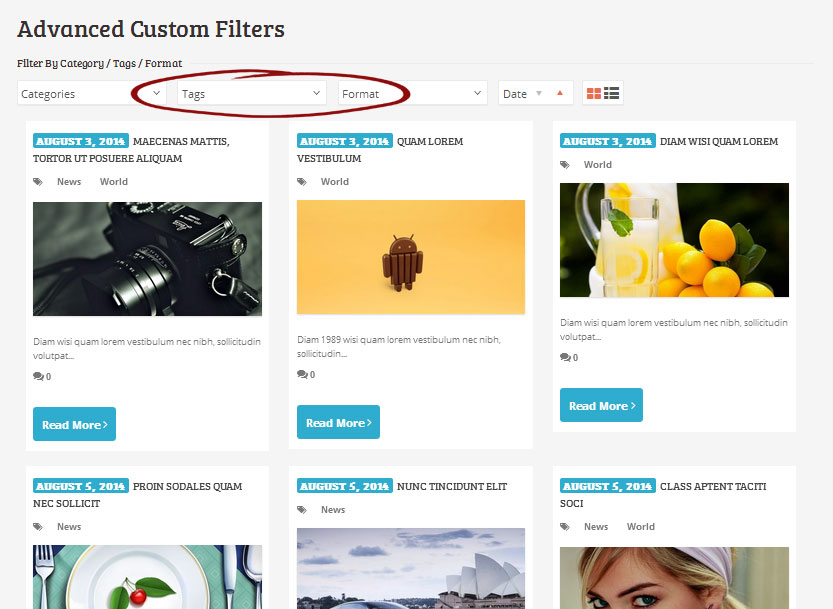 Advanced Custom Filters
Filter By Category / Tags / Format
Categories
Tags
Format
Date
AUGUST 3, 2014 MAECENAS MATTIS,
TORTOR UT POSUERE ALIQUAM
News World
Diam wisi quam lorem vestibulum nec nibh, sollicitudin
volutpat...
0
Read More
AUGUST 3, 2014 QUAM LOREM
VESTIBULUM
World
Diam 1989 wisi quam lorem vestibulum nec nibh,
sollicitudin...
0
Read More
AUGUST 3, 2014 DIAM WISI QUAM LOREM
World
Diam wisi quam lorem vestibulum nec nibh, sollicitudin
volutpat...
0
Read More
AUGUST 5, 2014 PROIN SODALES QUAM
NEC SOLLICIT
News
AUGUST 5, 2014 NUNC TINCIDUNT ELIT
News
AUGUST 5, 2014 CLASS APTENT TACITI
SOCI
News World